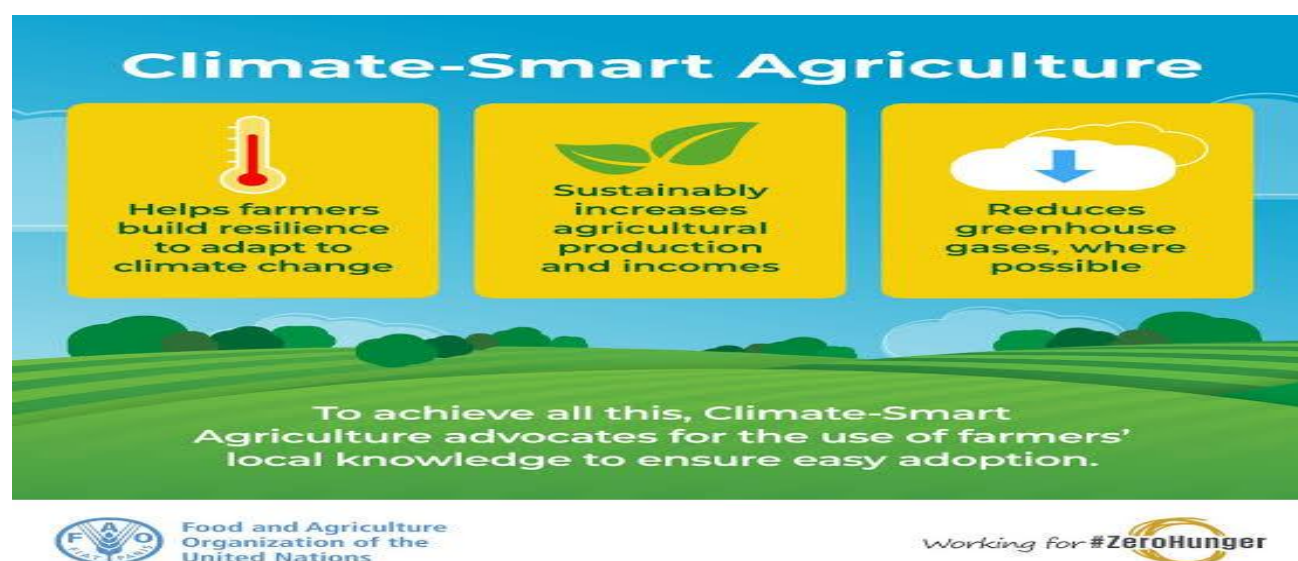 Climate-Smart Agriculture
Helps farmers
build resilience
to adapt to
climate change
Sustainably
increases
agricultural
production
and incomes
Reduces
greenhouse
gases, where
possible
To achieve all this, Climate-Smart
Agriculture advocates for the use of farmers’
local knowledge to ensure easy adoption.
F A O
FIAT PANIS
Food and Agriculture
Organization of the
United Nations
Working for #ZeroHunger